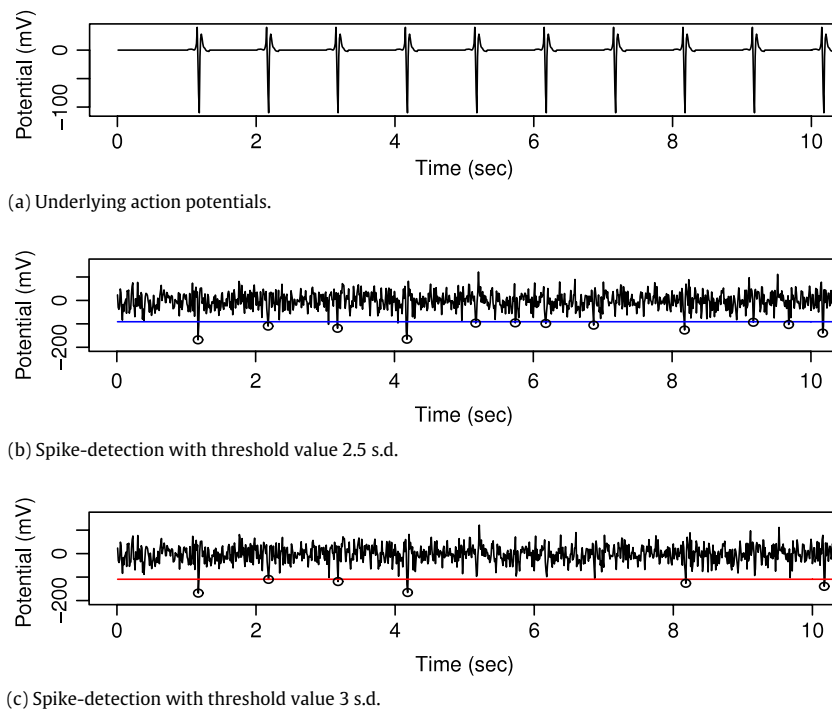 Potential (mV)
0
−100
0 2 4 6 8 10
Time (sec)
(a) Underlying action potentials.
Potential (mV)
0
−200
0 2 4 6 8 10
Time (sec)
(b) Spike-detection with threshold value 2.5 s.d.
Potential (mV)
0
−200
0 2 4 6 8 10
Time (sec)
(c) Spike-detection with threshold value 3 s.d.